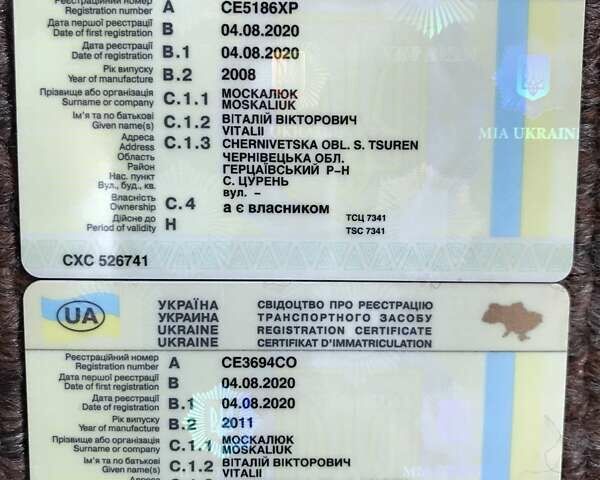 Реєстраційний номер
Registration number A CE5186XP
Дата першої реєстрації
Date of first registration B 04.08.2020
Дата реєстрації
Date of registration B.1 04.08.2020
Рік випуску
Year of manufacture B.2 2008
Прізвище або організація
Surname or company C.1.1 МОСКАЛЮК
MOSKALIUK
Ім'я та по батькові
Given name(s) C.1.2 ВІТАЛІЙ ВІКТОРОВИЧ
VITALII
Адреса
Address C.1.3 CHERNIVETSKA OBL. S. TSUREN
Область ЧЕРНІВЕЦЬКА ОБЛ.
Район ГЕРЦАЇВСЬКИЙ Р-Н
Нас. пункт С. ЦУРЕНЬ
Вул., буд., кв. вул. –
Власність
Ownership C.4 а є власником
Дійсне до
Period of validity H
ТСЦ 7341
TSC 7341
MIA UKRAINE
СХС 526741
UA
УКРАЇНА СВІДОЦТВО ПРО РЕЄСТРАЦІЮ
УКРАИНА ТРАНСПОРТНОГО ЗАСОБУ
UKRAINE REGISTRATION CERTIFICATE
UKRAINE CERTIFIKAT D'IMMATRICULATION
Реєстраційний номер
Registration number A CE3694CO
Дата першої реєстрації
Date of first registration B 04.08.2020
Дата реєстрації
Date of registration B.1 04.08.2020
Рік випуску
Year of manufacture B.2 2011
Прізвище або організація
Surname or company C.1.1 МОСКАЛЮК
MOSKALIUK
Ім'я та по батькові
Given name(s) C.1.2 ВІТАЛІЙ ВІКТОРОВИЧ
VITALII